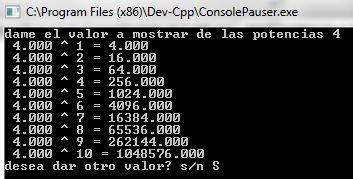 C:\Program Files (x86)\Dev-Cpp\ConsolePauser.exe
dame el valor a mostrar de las potencias 4
4.000 ^ 1 = 4.000
4.000 ^ 2 = 16.000
4.000 ^ 3 = 64.000
4.000 ^ 4 = 256.000
4.000 ^ 5 = 1024.000
4.000 ^ 6 = 4096.000
4.000 ^ 7 = 16384.000
4.000 ^ 8 = 65536.000
4.000 ^ 9 = 262144.000
4.000 ^ 10 = 1048576.000
desea dar otro valor? s/n S